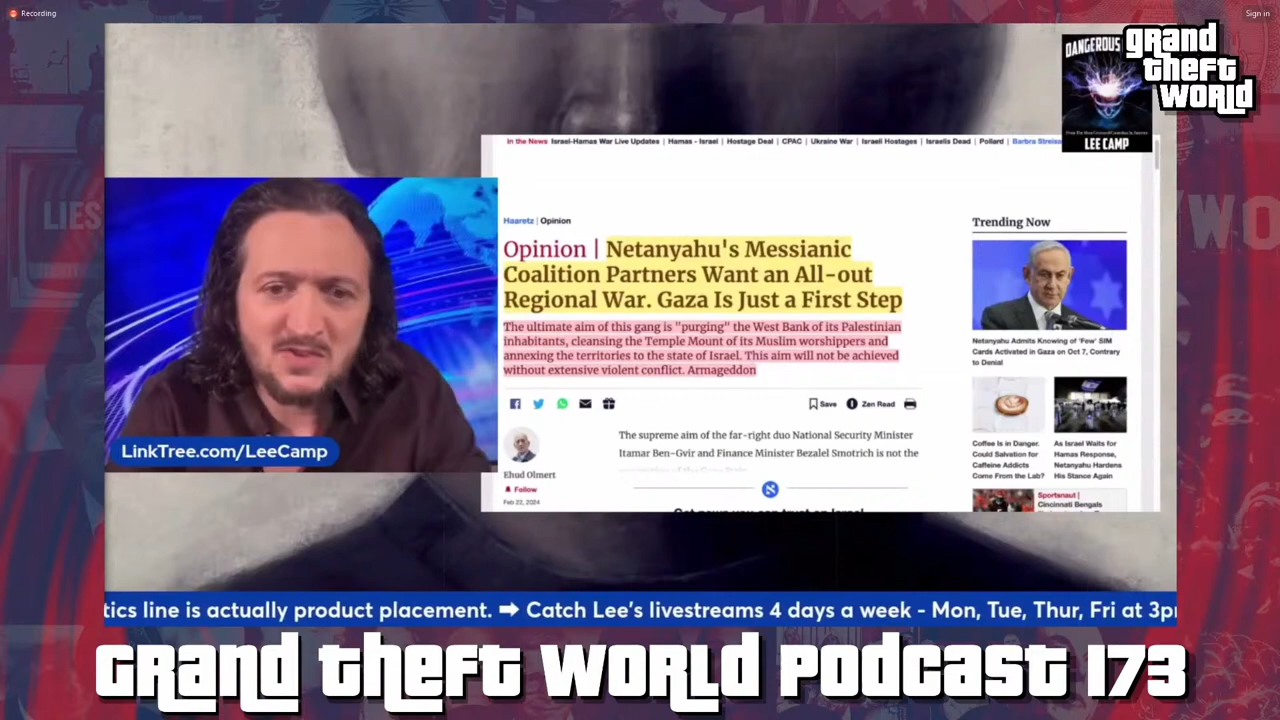 Recording
Sign in
DANGEROUS
LEE CAMP
grand
theft
world
LIES
WO
In the News Israel-Hamas War Live Updates | Hamas - Israel | Hostage Deal | CPAC | Ukraine War | Israeli Hostages | Israelis Dead | Pollard | Barbra Streisa
Haaretz | Opinion
Opinion | Netanyahu's Messianic
Coalition Partners Want an All-out
Regional War. Gaza Is Just a First Step
The ultimate aim of this gang is "purging" the West Bank of its Palestinian
inhabitants, cleansing the Temple Mount of its Muslim worshippers and
annexing the territories to the state of Israel. This aim will not be achieved
without extensive violent conflict. Armageddon
Save
Zen Read
Ehud Olmert
Follow
Feb 22, 2024
The supreme aim of the far-right duo National Security Minister
Itamar Ben-Gvir and Finance Minister Bezalel Smotrich is not the
Trending Now
Netanyahu Admits Knowing of 'Few' SIM
Cards Activated in Gaza on Oct 7, Contrary
to Denial
Coffee Is in Danger.
Could Salvation for
Caffeine Addicts
Come From the Lab?
As Israel Waits for
Hamas Response,
Netanyahu Hardens
His Stance Again
Sportsnaut |
Cincinnati Bengals
LinkTree.com/LeeCamp
tics line is actually product placement. ➡ Catch Lee's livestreams 4 days a week - Mon, Tue, Thur, Fri at 3p
grand theft world podcast 173